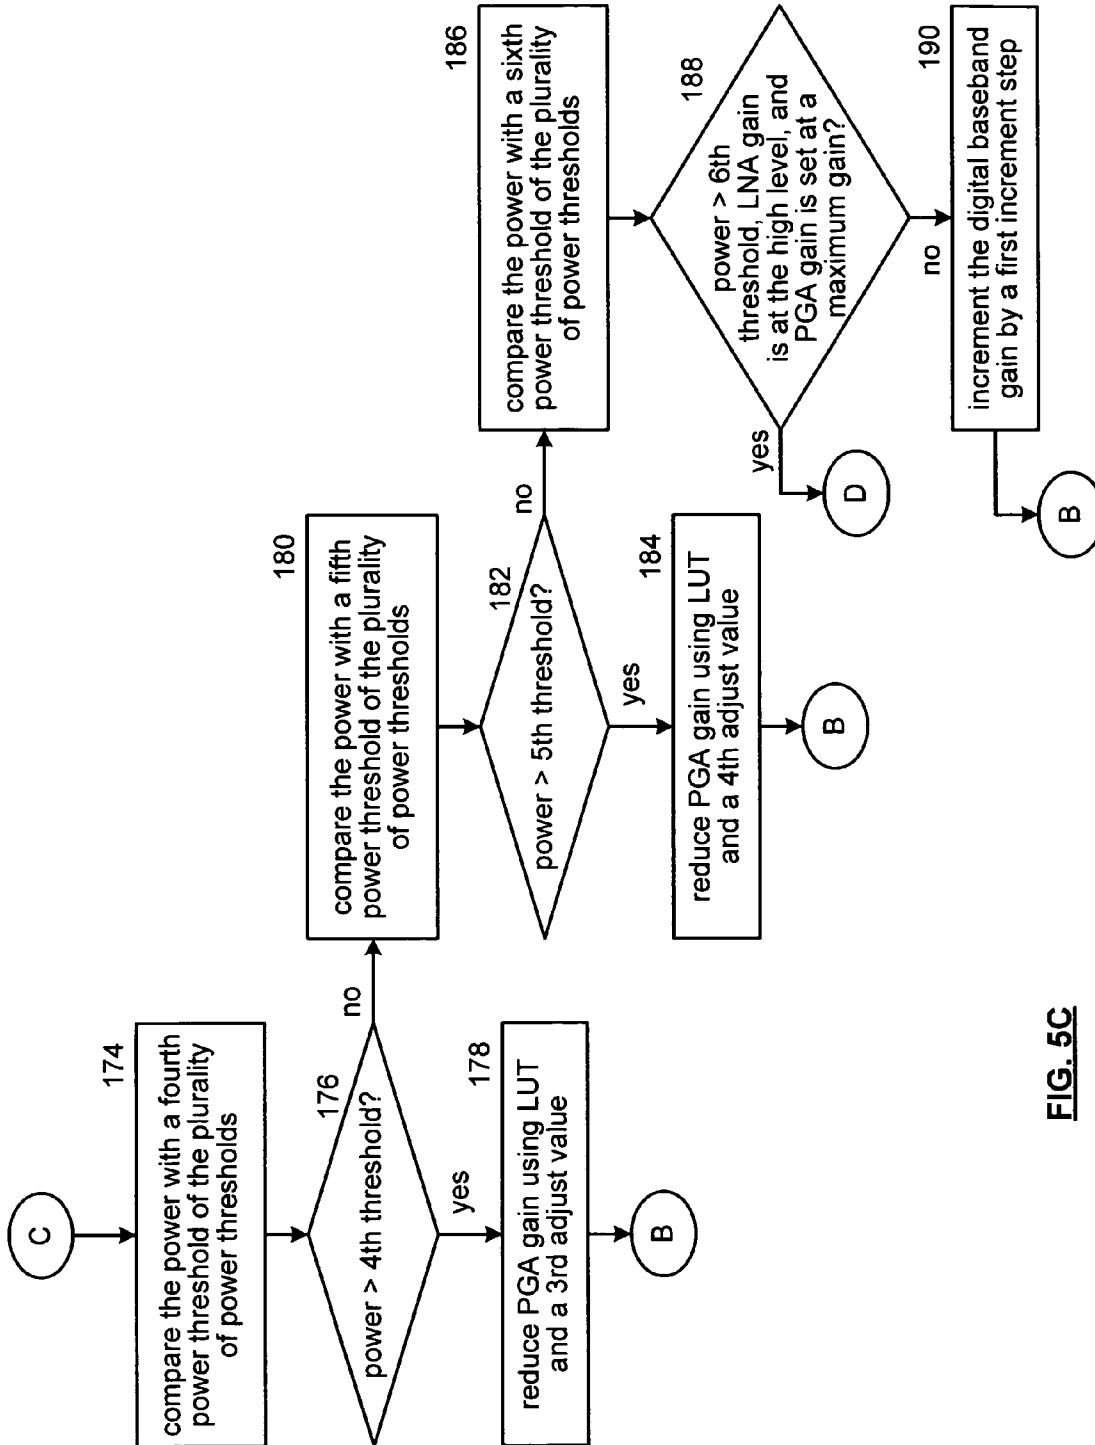 C
174
compare the power with a fourth
power threshold of the plurality
of power thresholds
176
power > 4th threshold?
no
yes
178
reduce PGA gain using LUT
and a 3rd adjust value
B
180
compare the power with a fifth
power threshold of the plurality
of power thresholds
182
power > 5th threshold?
no
yes
184
reduce PGA gain using LUT
and a 4th adjust value
B
186
compare the power with a sixth
power threshold of the plurality
of power thresholds
188
power > 6th
threshold, LNA gain
is at the high level, and
PGA gain is set at a
maximum gain?
yes
D
no
190
increment the digital baseband
gain by a first increment step
B
FIG. 5C